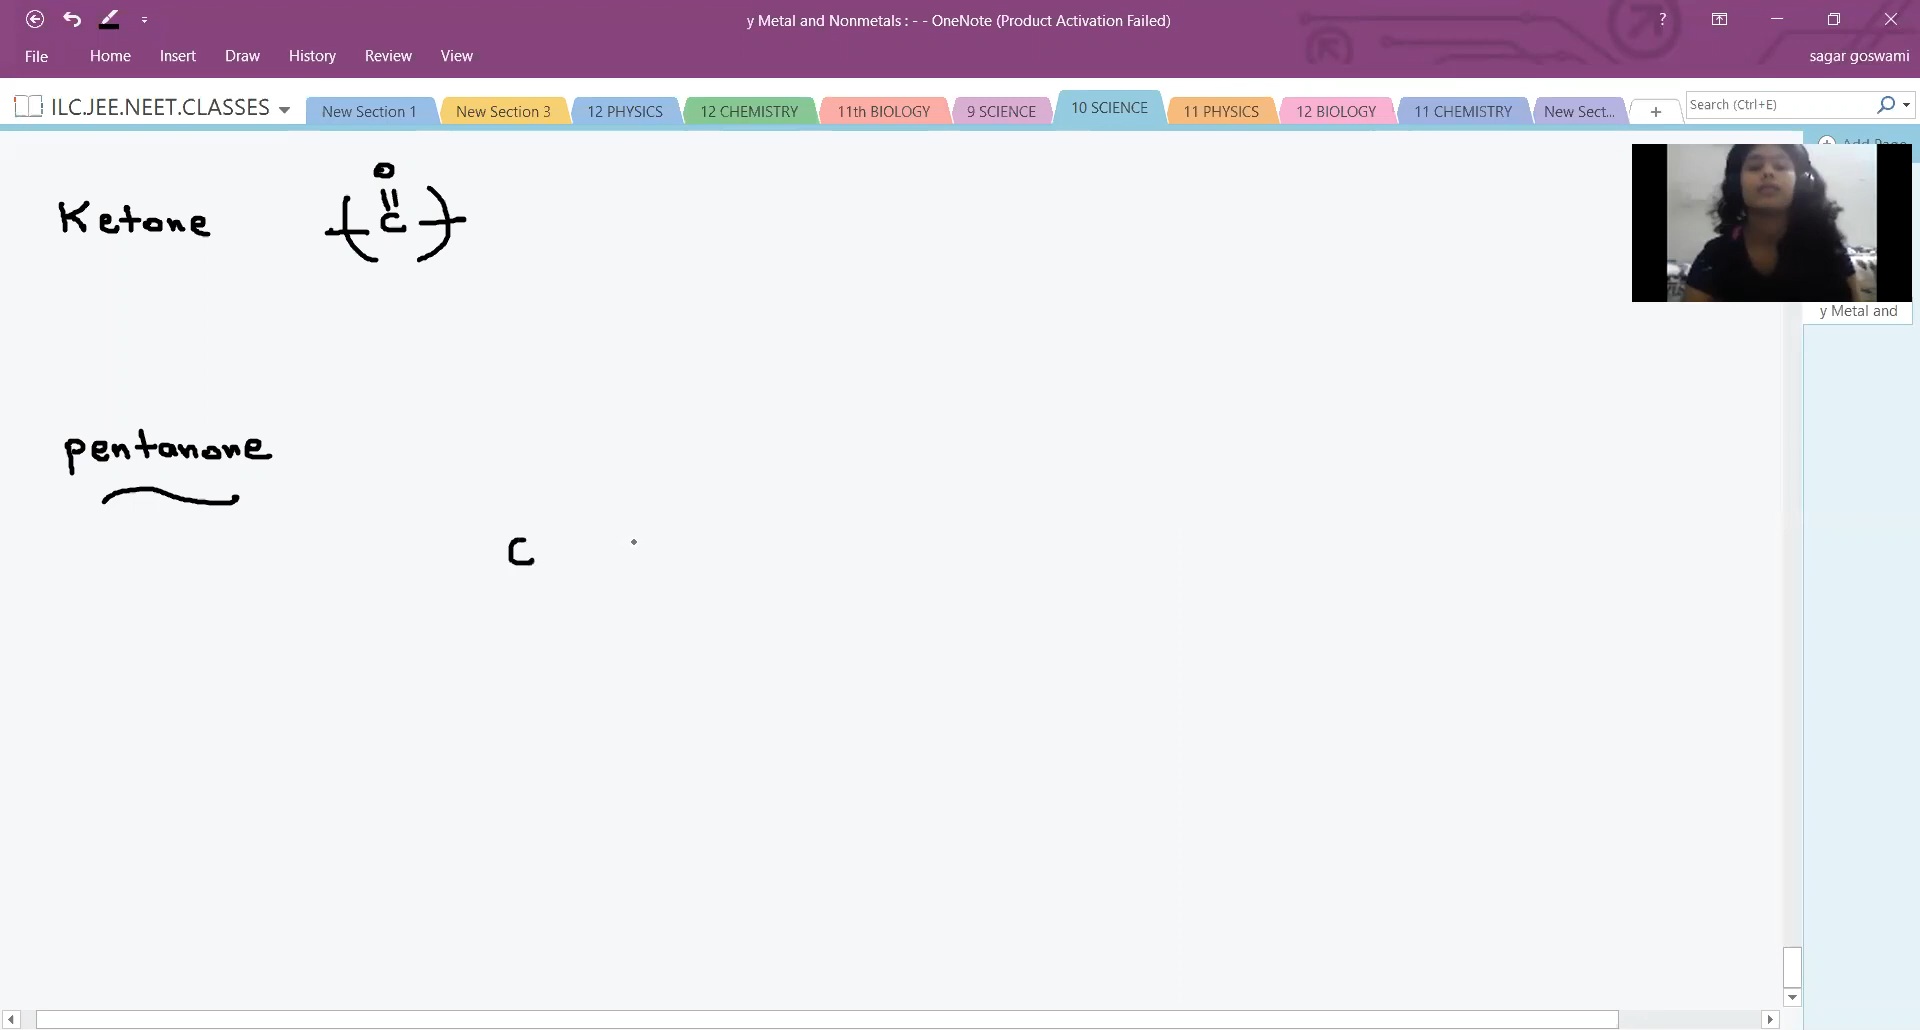 y Metal and Nonmetals : - - OneNote (Product Activation Failed)
?
File Home Insert Draw History Review View
sagar goswami
ILC.JEE.NEET.CLASSES
New Section 1 New Section 3 12 PHYSICS 12 CHEMISTRY 11th BIOLOGY 9 SCIENCE 10 SCIENCE 11 PHYSICS 12 BIOLOGY 11 CHEMISTRY New Sect... +
Search (Ctrl+E)
Add Page
y Metal and
O
Ketone (C)
pentanone
C